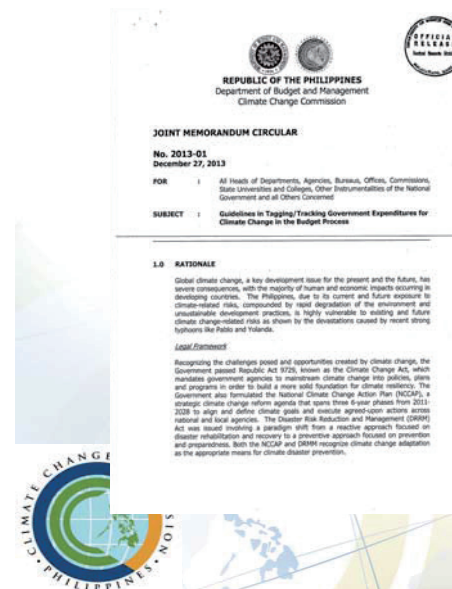 OFFICIAL
RELEASE
REPUBLIC OF THE PHILIPPINES
Department of Budget and Management
Climate Change Commission
JOINT MEMORANDUM CIRCULAR
No. 2013-01
December 27, 2013
FOR : All Heads of Departments, Agencies, Bureaus, Offices, Commissions,
State Universities and Colleges, Other Instrumentalities of the National
Government and all Others Concerned
SUBJECT : Guidelines in Tagging/Tracking Government Expenditures for
Climate Change in the Budget Process
1.0 RATIONALE
Global climate change, a key development issue for the present and the future, has
severe consequences, with the majority of human and economic impacts occurring in
developing countries. The Philippines, due to its current and future exposure to
climate-related risks, compounded by rapid degradation of the environment and
unsustainable development practices, is highly vulnerable to existing and future
climate change-related risks as shown by the devastations caused by recent strong
typhoons like Pablo and Yolanda.
Legal Framework
Recognizing the challenges posed and opportunities created by climate change, the
Government passed Republic Act 9729, known as the Climate Change Act, which
mandates government agencies to mainstream climate change into policies, plans
and programs in order to build a more solid foundation for climate resiliency. The
Government also formulated the National Climate Change Action Plan (NCCAP), a
strategic climate change reform agenda that spans three 6-year phases from 2011-
2028 to align and define climate goals and execute agreed-upon actions across
national and local agencies. The Disaster Risk Reduction and Management (DRRM)
Act was issued involving a paradigm shift from a reactive approach focused on
disaster rehabilitation and recovery to a preventive approach focused on prevention
and preparedness. Both the NCCAP and DRMM recognize climate change adaptation
as the appropriate means for climate disaster prevention.
CLIMATE CHANGE
SION
PHILIPPINES